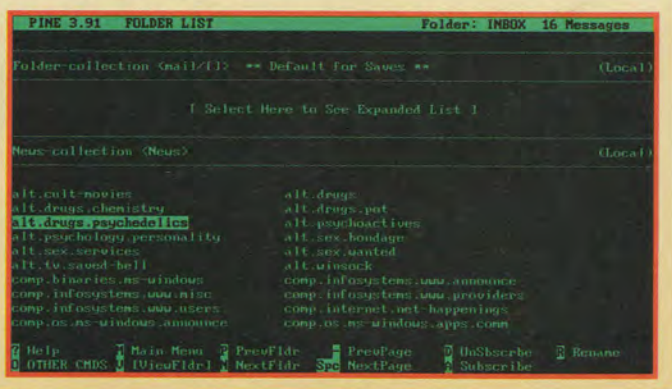 PINE 3.91 FOLDER LIST Folder: INBOX 16 Messages
Folder-collection <mail/[]> ** Default for Saves ** (Local)
[ Select Here to See Expanded List ]
News-collection <News> (Local)
alt.cult-movies alt.drugs
alt.drugs.chemistry alt.drugs.pot
alt.drugs.psychedelics alt.psychoactives
alt.psychology.personality alt.sex.bondage
alt.sex.services alt.sex.wanted
alt.tv.saved-bell alt.winsock
comp.binaries.ms-windows comp.infosystems.www.announce
comp.infosystems.www.misc comp.infosystems.www.providers
comp.infosystems.www.users comp.internet.net-happenings
comp.os.ms-windows.announce comp.os.ms-windows.apps.comm
? Help M Main Menu P PrevFldr - PrevPage D UnSbscrbe R Rename
O OTHER CMDS V [ViewFldr] N NextFldr Spc NextPage A Subscribe